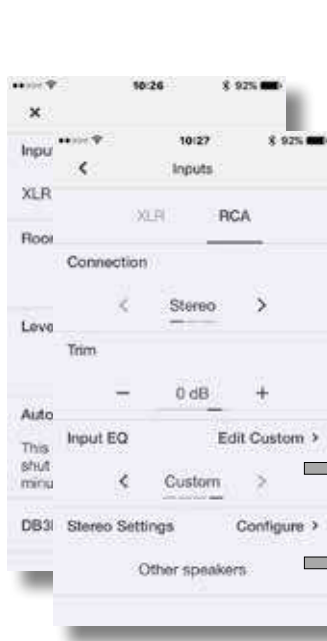 10:26 92%
×
Inpu
XLR
Roor
Leve
Auto
This
shut
minu
DB3
10:27 92%
< Inputs
XLR RCA
Connection
< Stereo >
Trim
− 0 dB +
Input EQ Edit Custom >
< Custom >
Stereo Settings Configure >
Other speakers